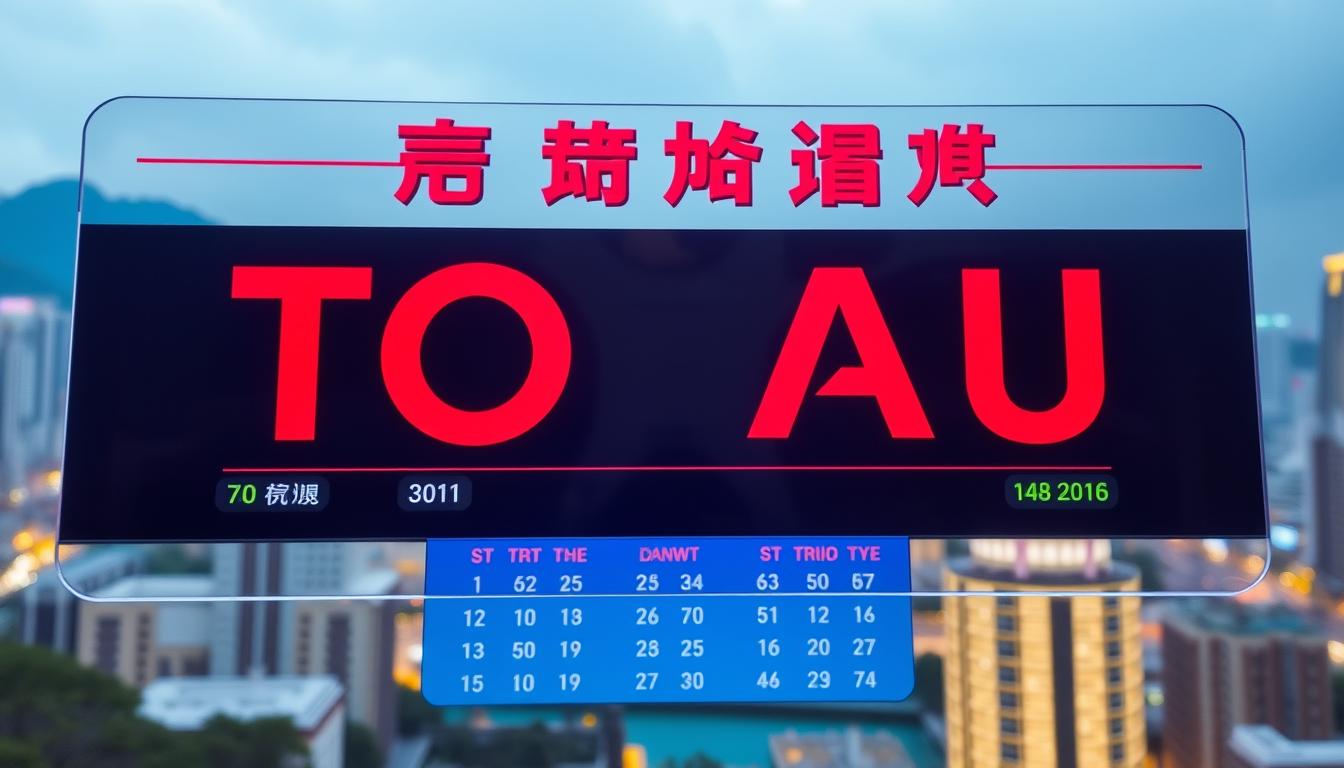 TO AU
70 3011 148 2016
ST TRT THE DANWT ST TRIIO TYE
1 62 25 25 34 63 50 67
12 10 13 26 70 51 12 16
13 50 19 28 25 16 20 27
15 10 19 27 30 46 29 74